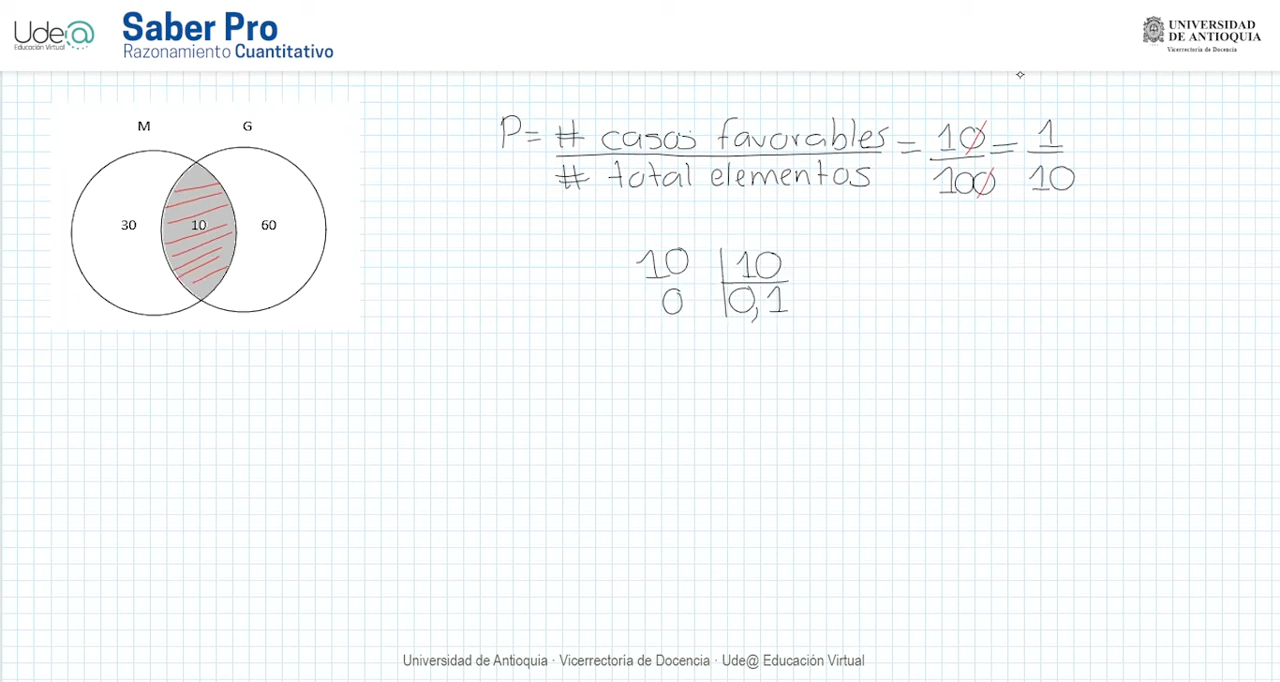 Ude@
Educación Virtual
Saber Pro
Razonamiento Cuantitativo
UNIVERSIDAD
DE ANTIOQUIA
Vicerrectoría de Docencia
M G
30 10 60
P = # casos favorables = 10 = 1
# total elementos 100 10
10 10
0 0,1
Universidad de Antioquia · Vicerrectoría de Docencia · Ude@ Educación Virtual